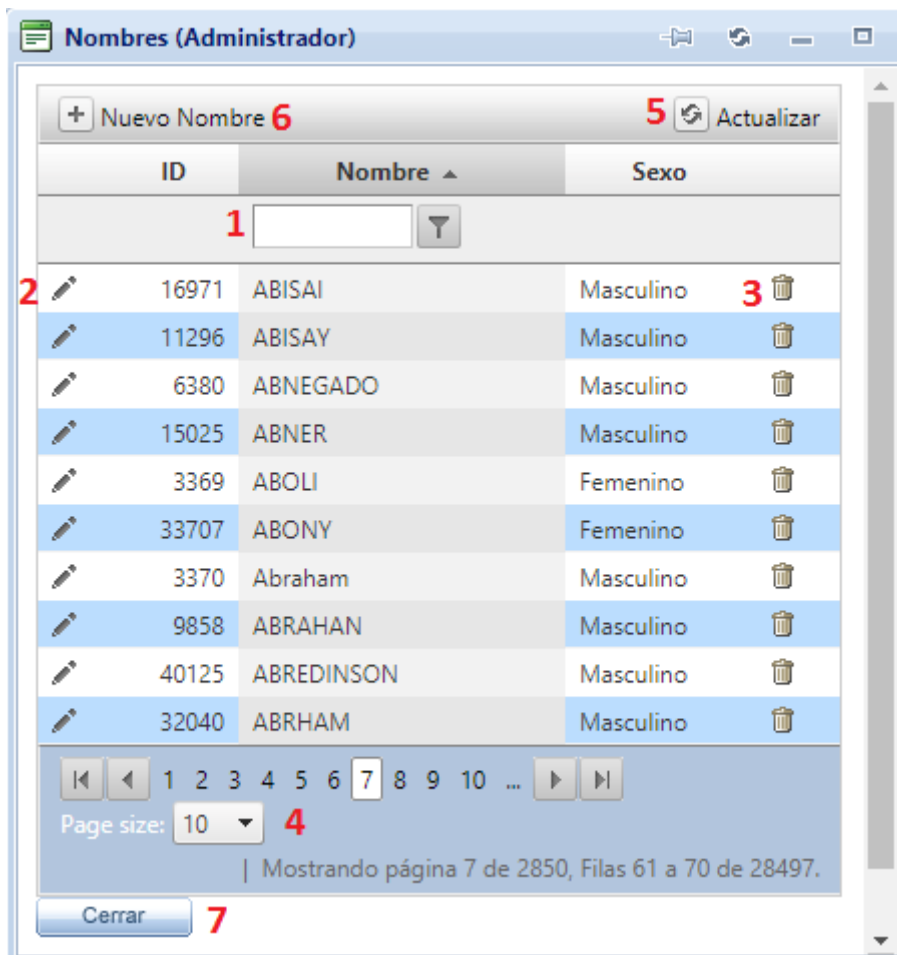 Nombres (Administrador)
+ Nuevo Nombre 6 5 Actualizar
ID Nombre Sexo
1
2 16971 ABISAI Masculino 3
11296 ABISAY Masculino
6380 ABNEGADO Masculino
15025 ABNER Masculino
3369 ABOLI Femenino
33707 ABONY Femenino
3370 Abraham Masculino
9858 ABRAHAN Masculino
40125 ABREDINSON Masculino
32040 ABRHAM Masculino
1 2 3 4 5 6 7 8 9 10 ...
Page size: 10 4
| Mostrando página 7 de 2850, Filas 61 a 70 de 28497.
Cerrar 7